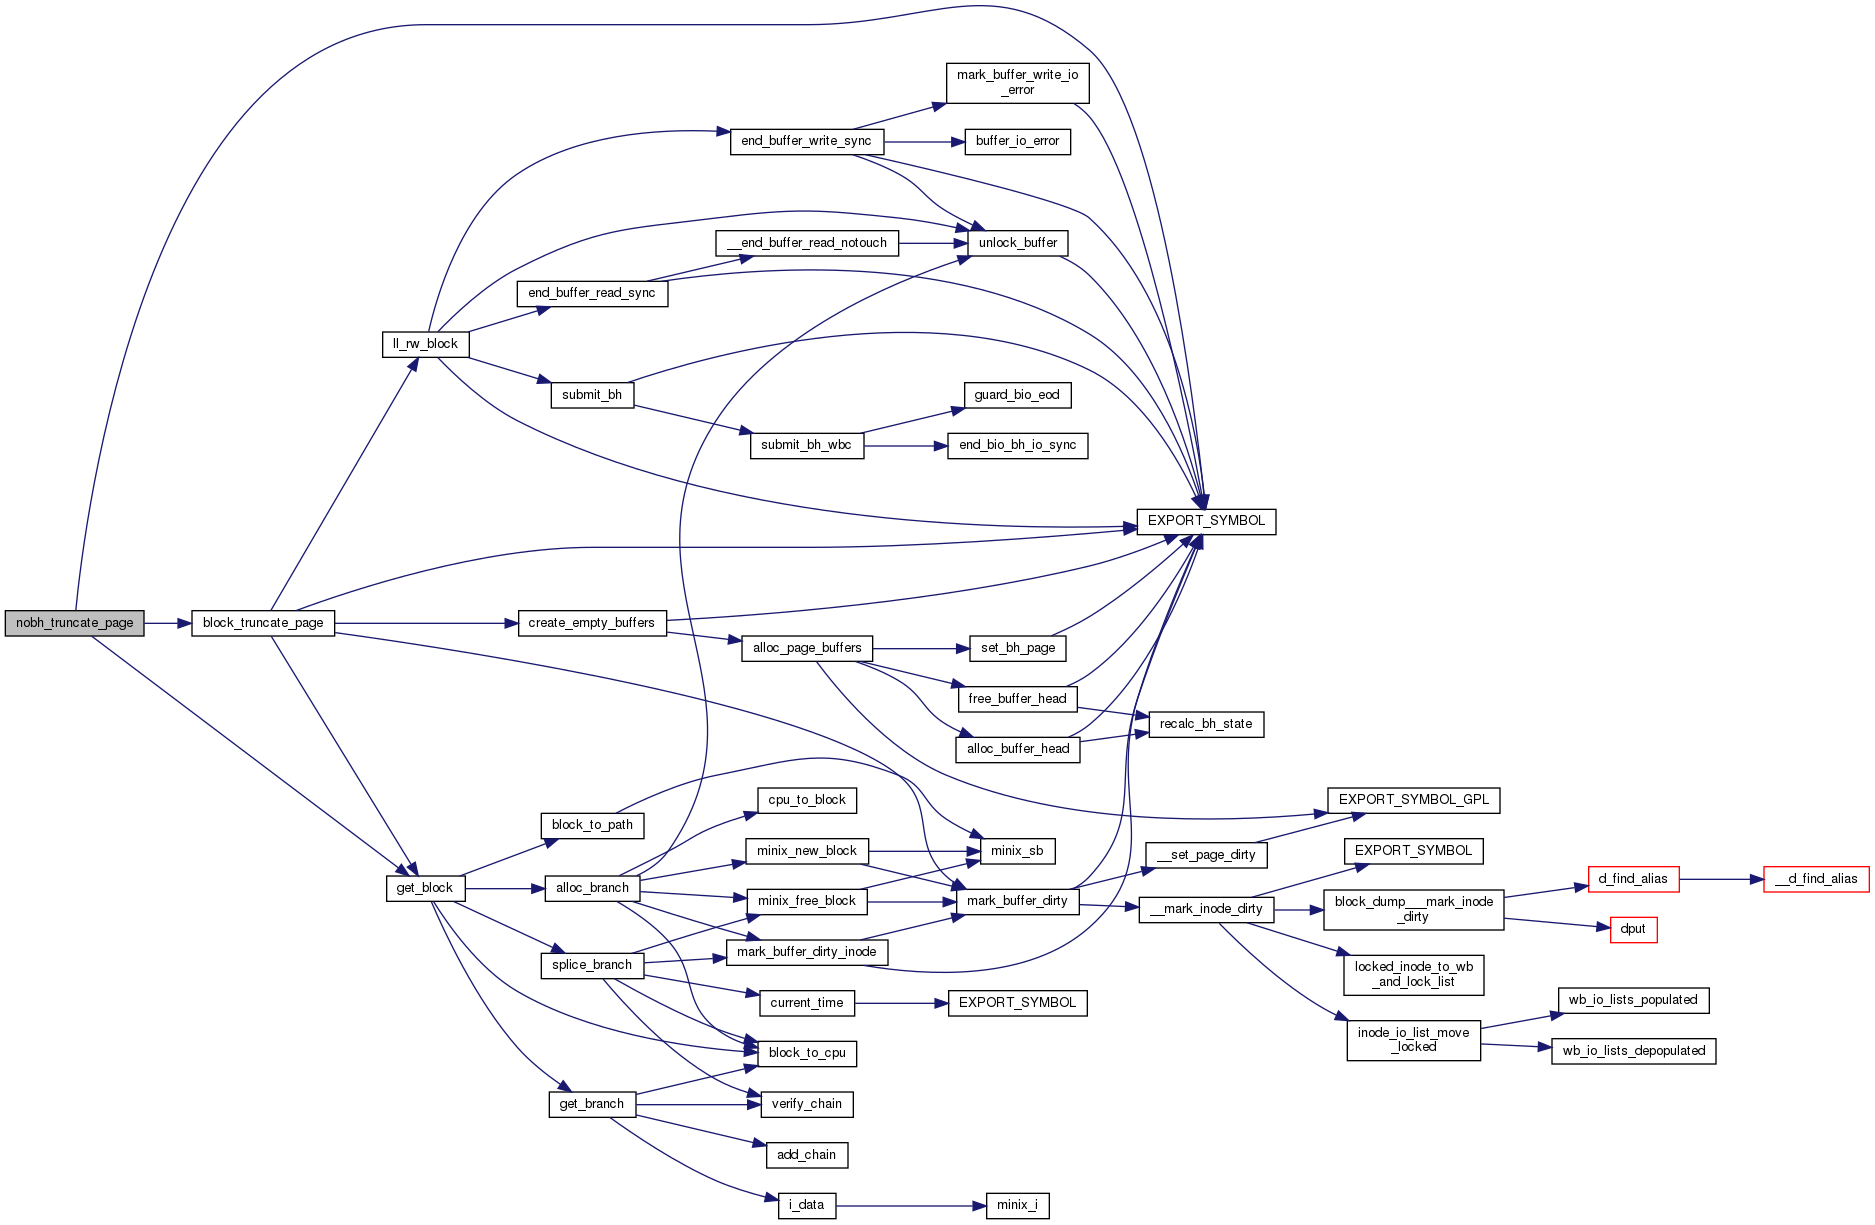 mark_buffer_write_io
_error
end_buffer_write_sync
buffer_io_error
__end_buffer_read_notouch
unlock_buffer
end_buffer_read_sync
ll_rw_block
submit_bh
guard_bio_eod
submit_bh_wbc
end_bio_bh_io_sync
EXPORT_SYMBOL
nobh_truncate_page
block_truncate_page
create_empty_buffers
alloc_page_buffers
set_bh_page
free_buffer_head
recalc_bh_state
alloc_buffer_head
cpu_to_block
EXPORT_SYMBOL_GPL
block_to_path
minix_new_block
minix_sb
__set_page_dirty
EXPORT_SYMBOL
get_block
alloc_branch
minix_free_block
mark_buffer_dirty
__mark_inode_dirty
block_dump___mark_inode
_dirty
d_find_alias
__d_find_alias
dput
mark_buffer_dirty_inode
splice_branch
locked_inode_to_wb
_and_lock_list
current_time
EXPORT_SYMBOL
wb_io_lists_populated
inode_io_list_move
_locked
block_to_cpu
wb_io_lists_depopulated
get_branch
verify_chain
add_chain
i_data
minix_i